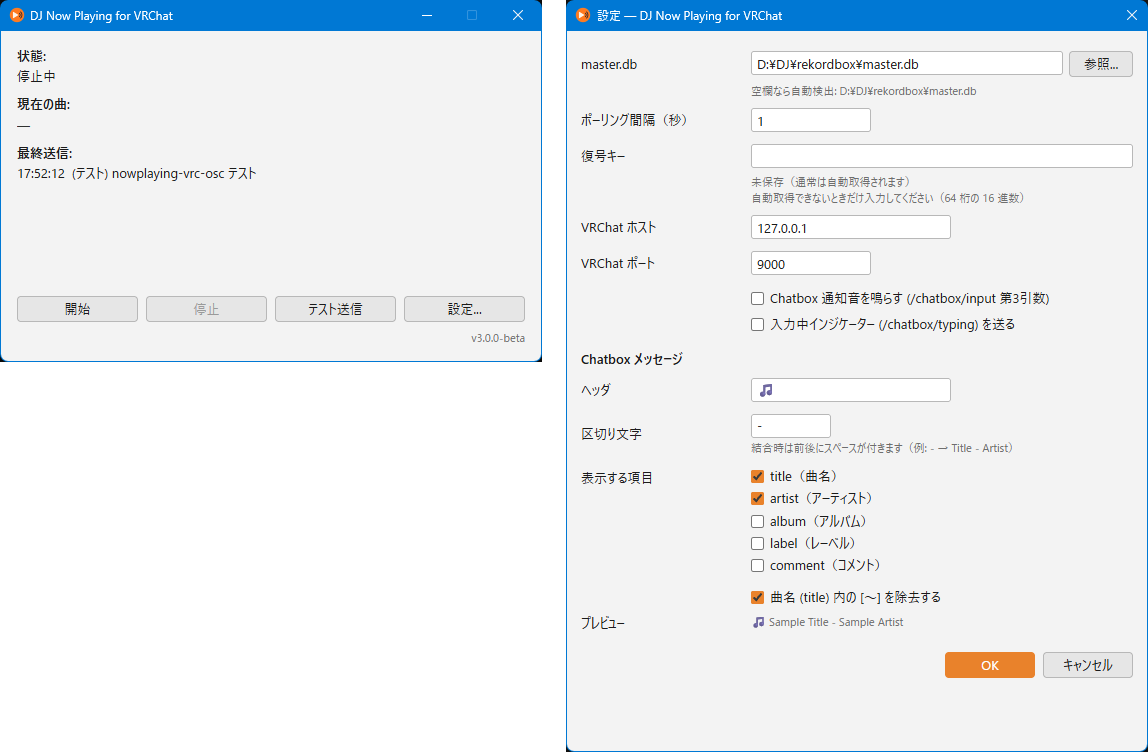 DJ Now Playing for VRChat
状態:
停止中
現在の曲:
—
最終送信:
17:52:12 (テスト) nowplaying-vrc-osc テスト
開始
停止
テスト送信
設定...
v3.0.0-beta
設定 — DJ Now Playing for VRChat
master.db
D:¥DJ¥rekordbox¥master.db
参照...
空欄なら自動検出: D:¥DJ¥rekordbox¥master.db
ポーリング間隔（秒）
1
復号キー
未保存（通常は自動取得されます）
自動取得できないときだけ入力してください（64 桁の 16 進数）
VRChat ホスト
127.0.0.1
VRChat ポート
9000
Chatbox 通知音を鳴らす (/chatbox/input 第3引数)
入力中インジケーター (/chatbox/typing) を送る
Chatbox メッセージ
ヘッダ
🎵
区切り文字
-
結合時は前後にスペースが付きます（例: - → Title - Artist）
表示する項目
title（曲名）
artist（アーティスト）
album（アルバム）
label（レーベル）
comment（コメント）
曲名 (title) 内の [～] を除去する
プレビュー
🎵 Sample Title - Sample Artist
OK
キャンセル